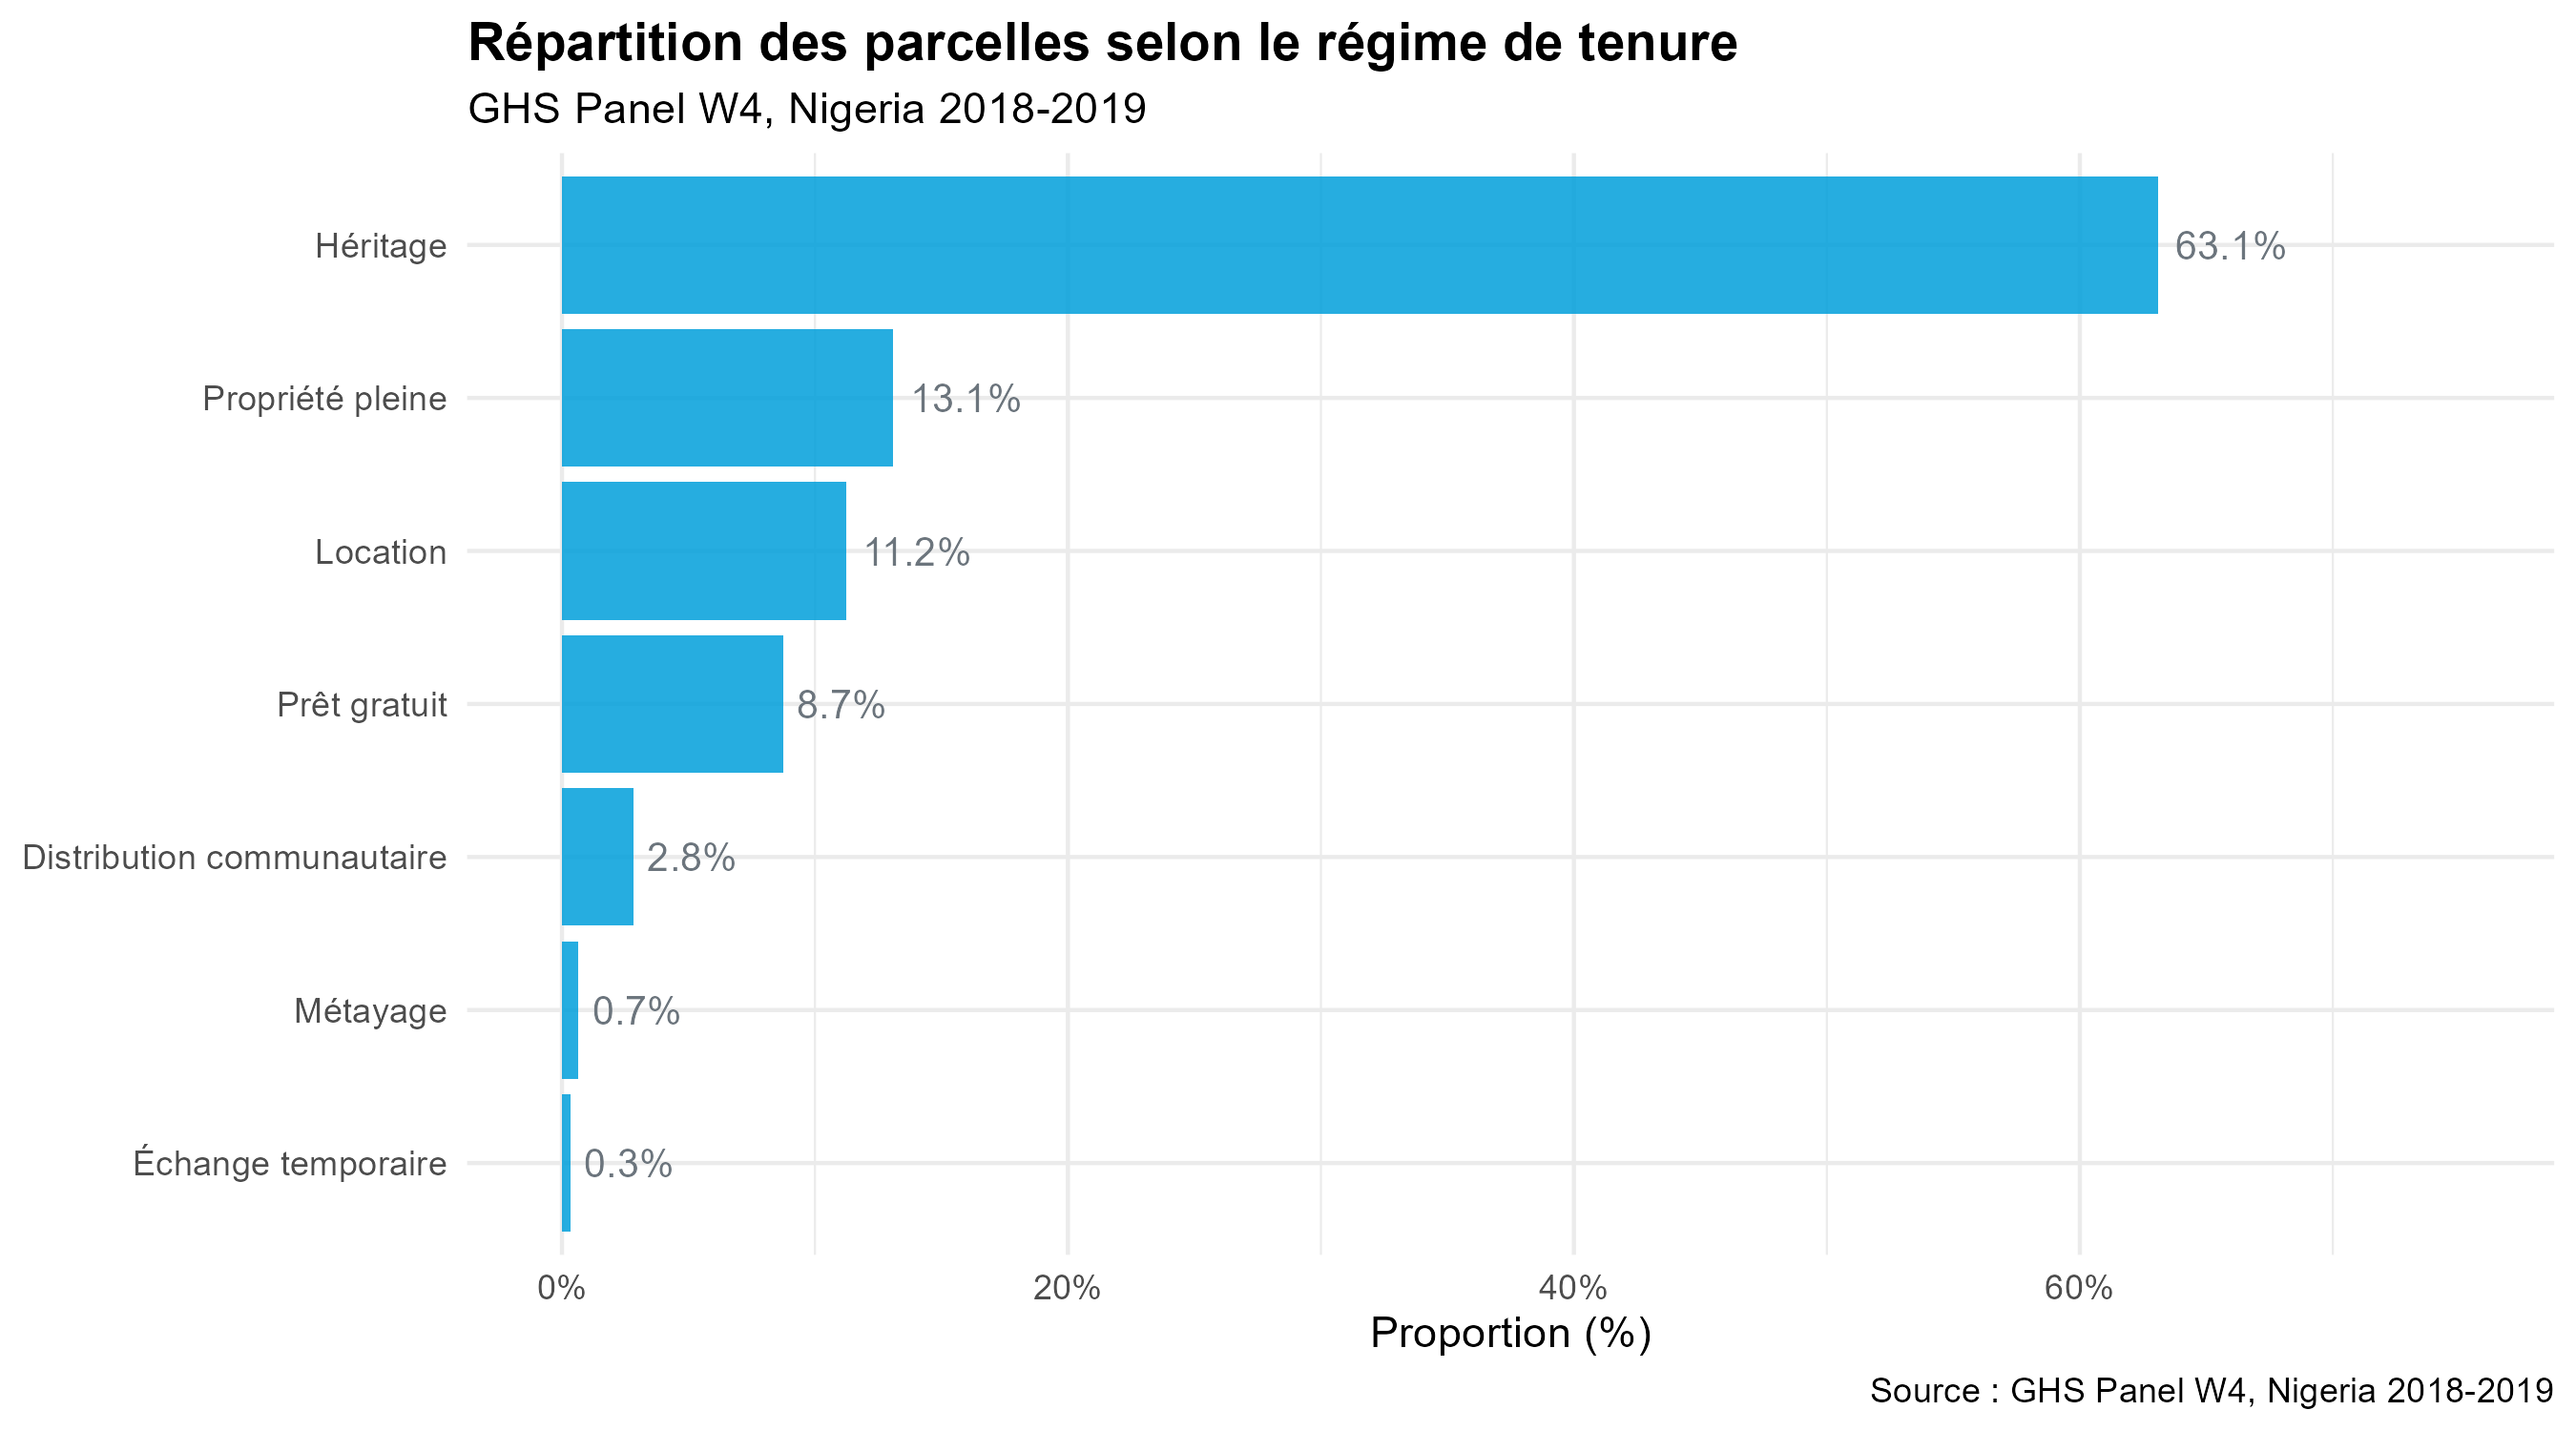 Répartition des parcelles selon le régime de tenure
GHS Panel W4, Nigeria 2018-2019
Héritage
63.1%
Propriété pleine
13.1%
Location
11.2%
Prêt gratuit
8.7%
Distribution communautaire
2.8%
Métayage
0.7%
Échange temporaire
0.3%
0% 20% 40% 60%
Proportion (%)
Source : GHS Panel W4, Nigeria 2018-2019